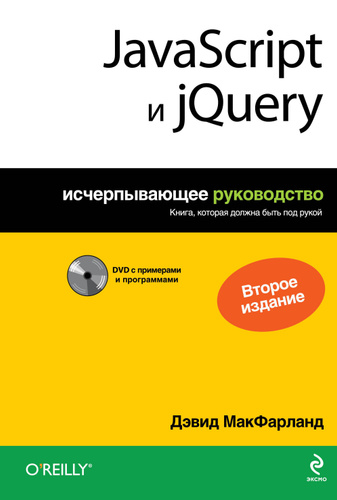 JavaScript
и jQuery
исчерпывающее руководство
Книга, которая должна быть под рукой
DVD с примерами
и программами
Второе
издание
Дэвид МакФарланд
O'REILLY®
ЭКСМО